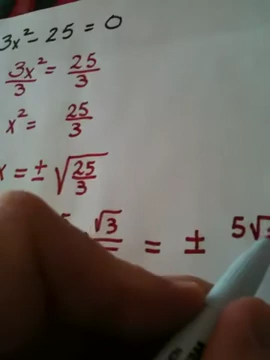 3x² - 25 = 0
3x²/3 = 25/3
x² = 25/3
x = ± √(25/3)
√3 = ± 5√